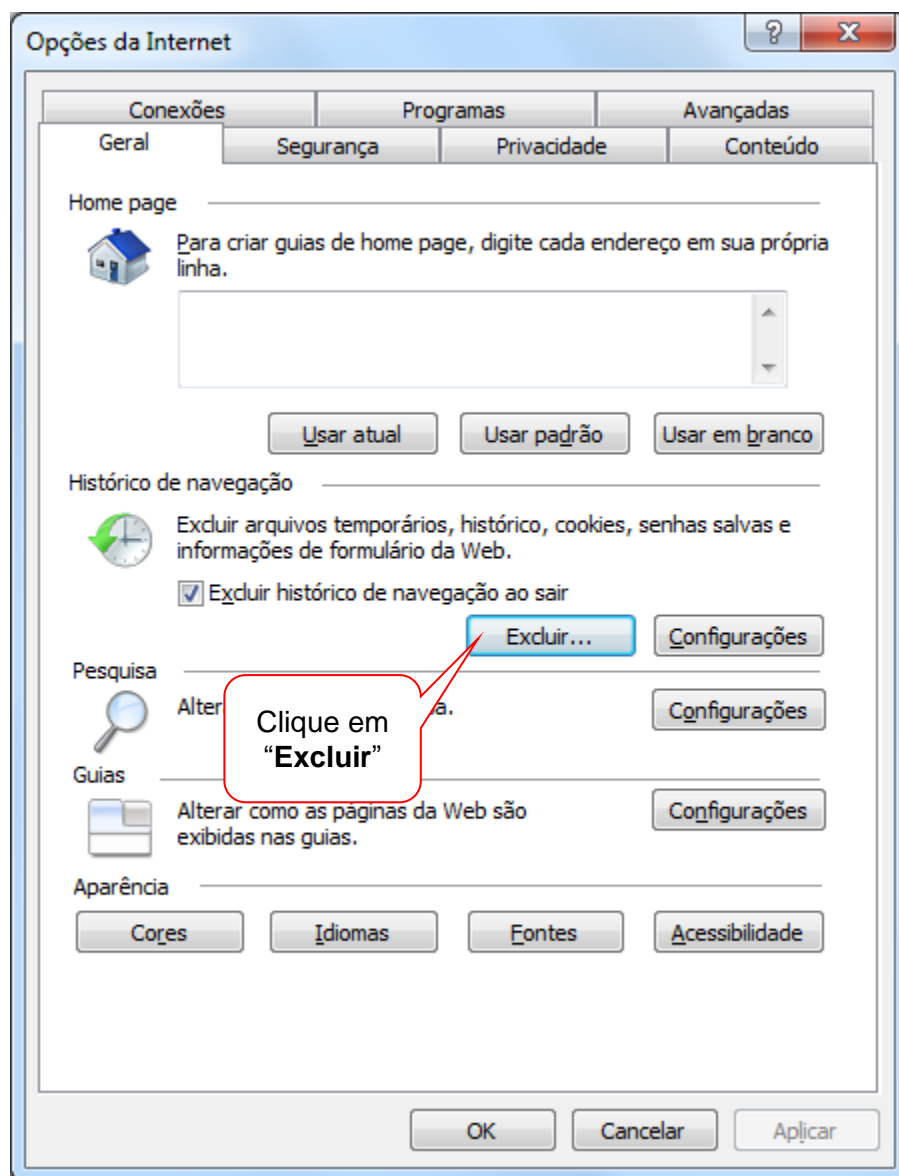 Opções da Internet
Conexões
Programas
Avançadas
Geral
Segurança
Privacidade
Conteúdo
Home page
Para criar guias de home page, digite cada endereço em sua própria
linha.
Usar atual
Usar padrão
Usar em branco
Histórico de navegação
Excluir arquivos temporários, histórico, cookies, senhas salvas e
informações de formulário da Web.
Excluir histórico de navegação ao sair
Excluir...
Configurações
Pesquisa
Configurações
Clique em
“Excluir”
Guias
Alterar como as páginas da Web são
exibidas nas guias.
Configurações
Aparência
Cores
Idiomas
Fontes
Acessibilidade
OK
Cancelar
Aplicar